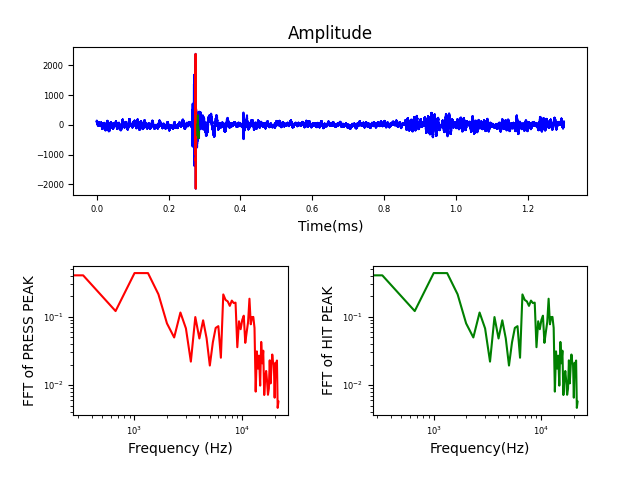 Amplitude
2000
1000
0
−1000
−2000
0.0 0.2 0.4 0.6 0.8 1.0 1.2
Time(ms)
FFT of PRESS PEAK
10⁻¹
10⁻²
10³ 10⁴
Frequency (Hz)
FFT of HIT PEAK
10⁻¹
10⁻²
10³ 10⁴
Frequency(Hz)